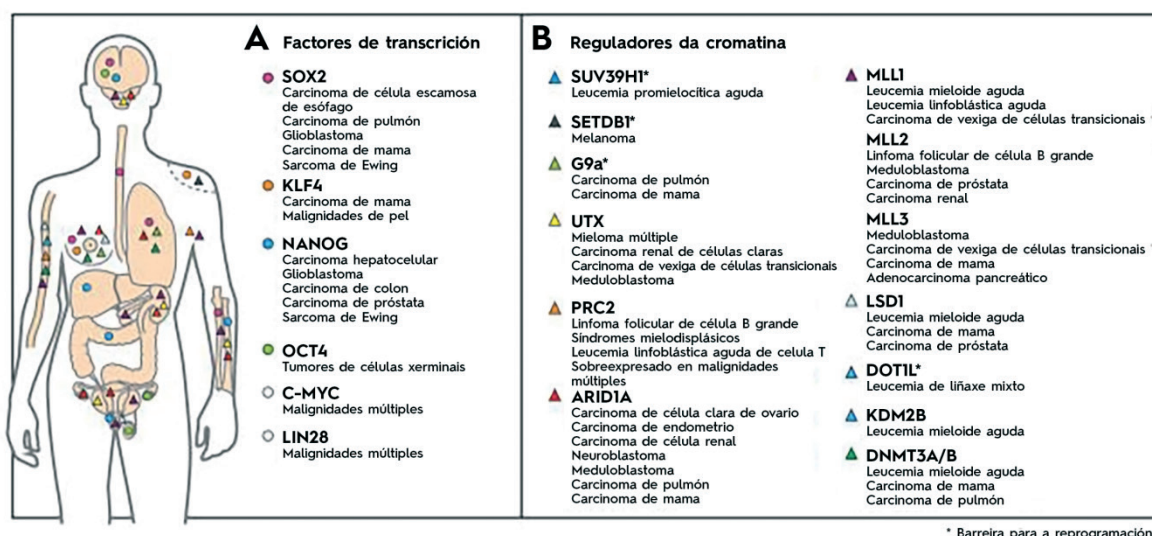 A Factores de transcrición
SOX2
Carcinoma de célula escamosa
de esófago
Carcinoma de pulmón
Glioblastoma
Carcinoma de mama
Sarcoma de Ewing
KLF4
Carcinoma de mama
Malignidades de pel
NANOG
Carcinoma hepatocelular
Glioblastoma
Carcinoma de colon
Carcinoma de próstata
Sarcoma de Ewing
OCT4
Tumores de células xerminais
C-MYC
Malignidades múltiples
LIN28
Malignidades múltiples
B Reguladores da cromatina
SUV39H1*
Leucemia promielocítica aguda
SETDB1*
Melanoma
G9a*
Carcinoma de pulmón
Carcinoma de mama
UTX
Mieloma múltiple
Carcinoma renal de células claras
Carcinoma de vexiga de células transicionais
Meduloblastoma
PRC2
Linfoma folicular de célula B grande
Síndromes mielodisplásicos
Leucemia linfoblástica aguda de celula T
Sobreexpresado en malignidades
múltiples
ARID1A
Carcinoma de célula clara de ovario
Carcinoma de endometrio
Carcinoma de célula renal
Neuroblastoma
Meduloblastoma
Carcinoma de pulmón
Carcinoma de mama
MLL1
Leucemia mieloide aguda
Leucemia linfoblástica aguda
Carcinoma de vexiga de células transicionais
MLL2
Linfoma folicular de célula B grande
Meduloblastoma
Carcinoma de próstata
Carcinoma renal
MLL3
Meduloblastoma
Carcinoma de vexiga de células transicionais
Carcinoma de mama
Adenocarcinoma pancreático
LSD1
Leucemia mieloide aguda
Carcinoma de mama
Carcinoma de próstata
DOT1L*
Leucemia de liñaxe mixto
KDM2B
Leucemia mieloide aguda
DNMT3A/B
Leucemia mieloide aguda
Carcinoma de mama
Carcinoma de pulmón
* Barreira para a reprogramación